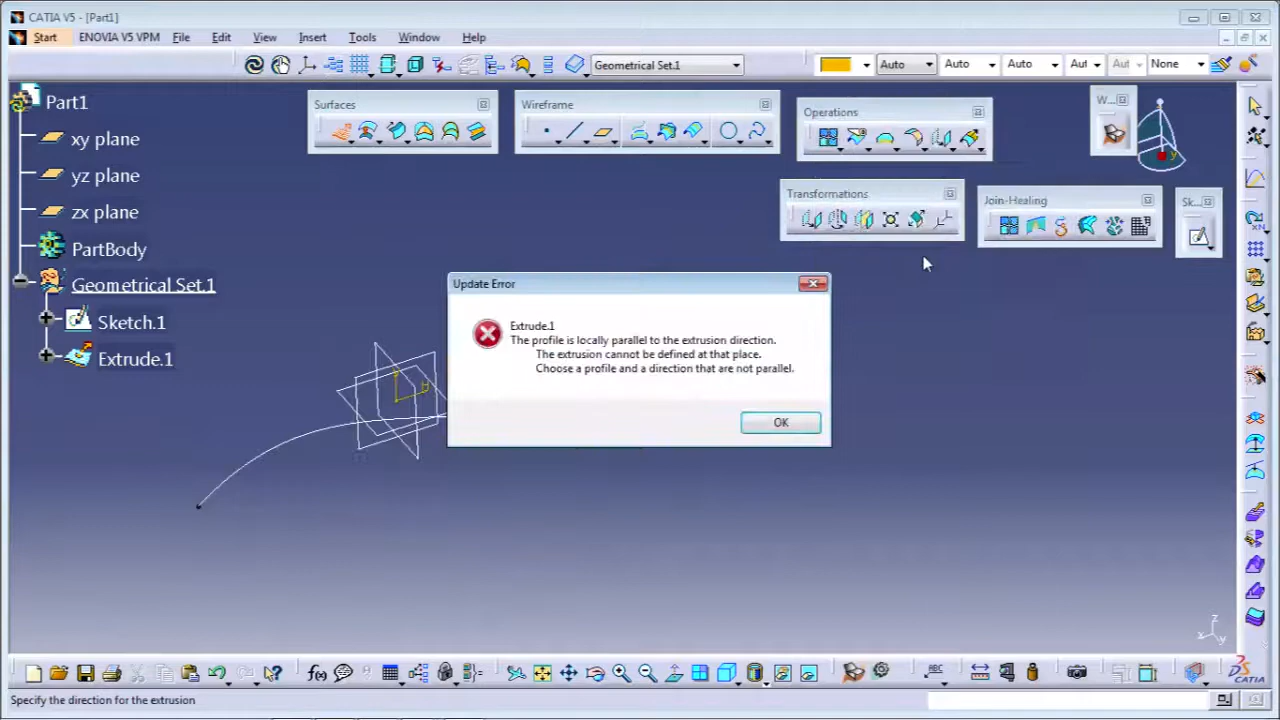 CATIA V5 - [Part1]
Start ENOVIA V5 VPM File Edit View Insert Tools Window Help
Geometrical Set.1 Auto Auto Auto Aut Aut None
Part1
xy plane
yz plane
zx plane
PartBody
Geometrical Set.1
Sketch.1
Extrude.1
Surfaces
Wireframe
Operations
W...
Transformations
Join-Healing
Sk...
Update Error
Extrude.1
The profile is locally parallel to the extrusion direction.
The extrusion cannot be defined at that place.
Choose a profile and a direction that are not parallel.
OK
H
y
z
x
f(x)
ABC
CATIA
Specify the direction for the extrusion